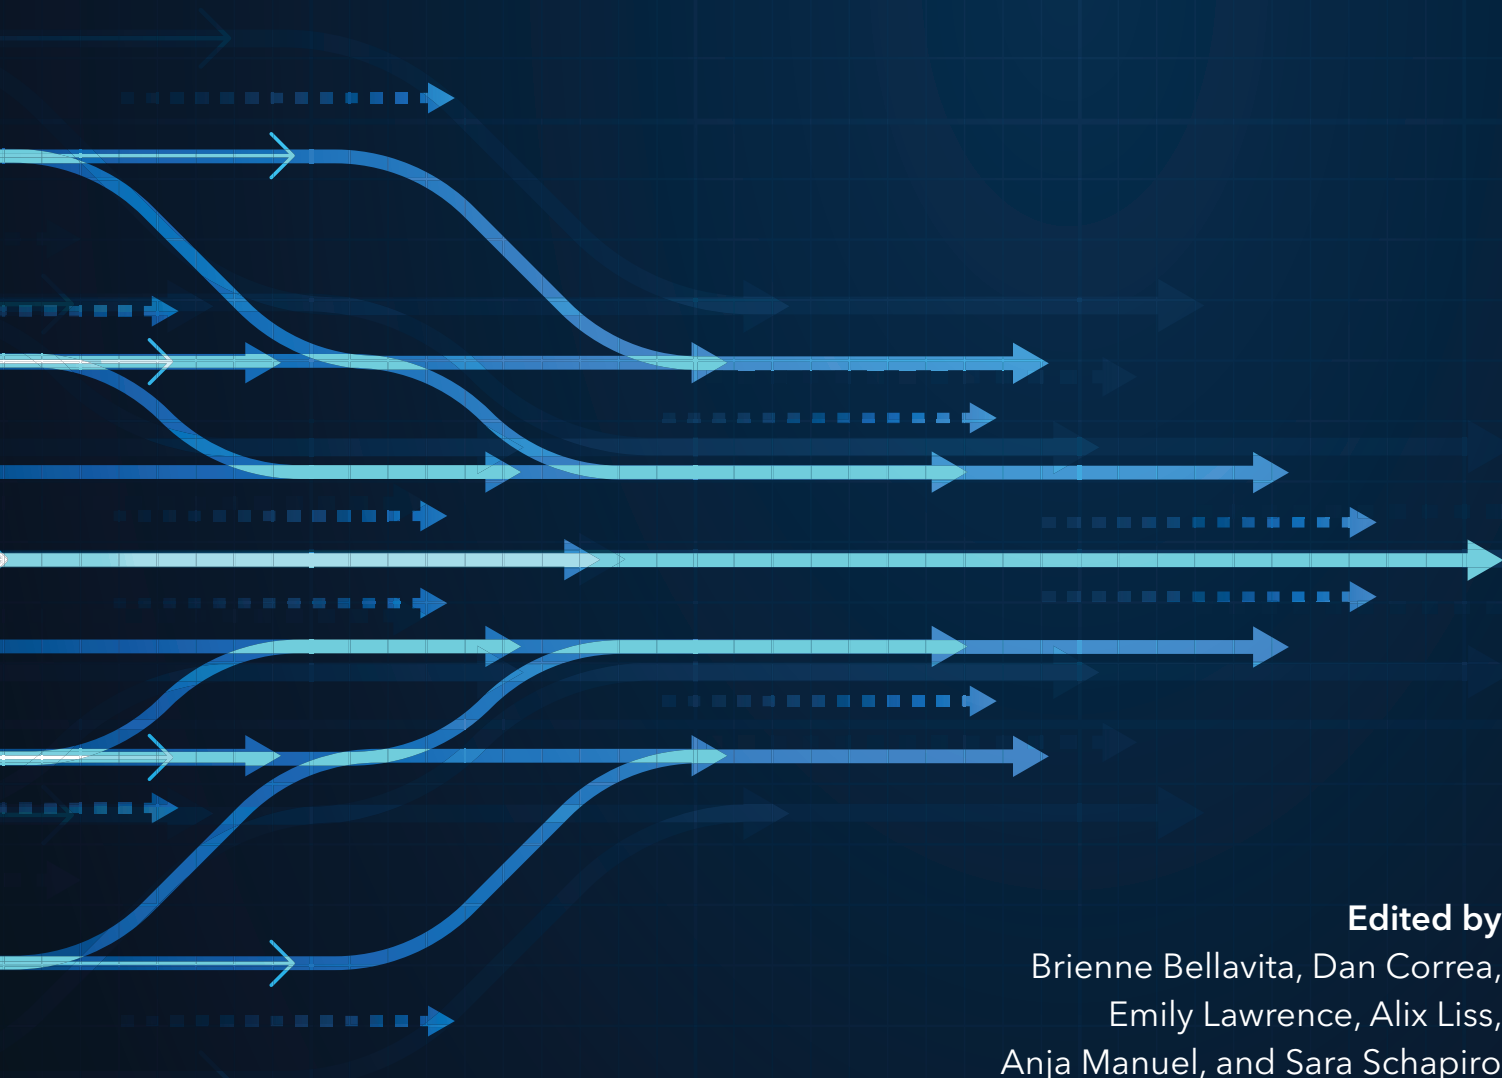 Edited by
Brienne Bellavita, Dan Correa,
Emily Lawrence, Alix Liss,
Anja Manuel, and Sara Schapiro